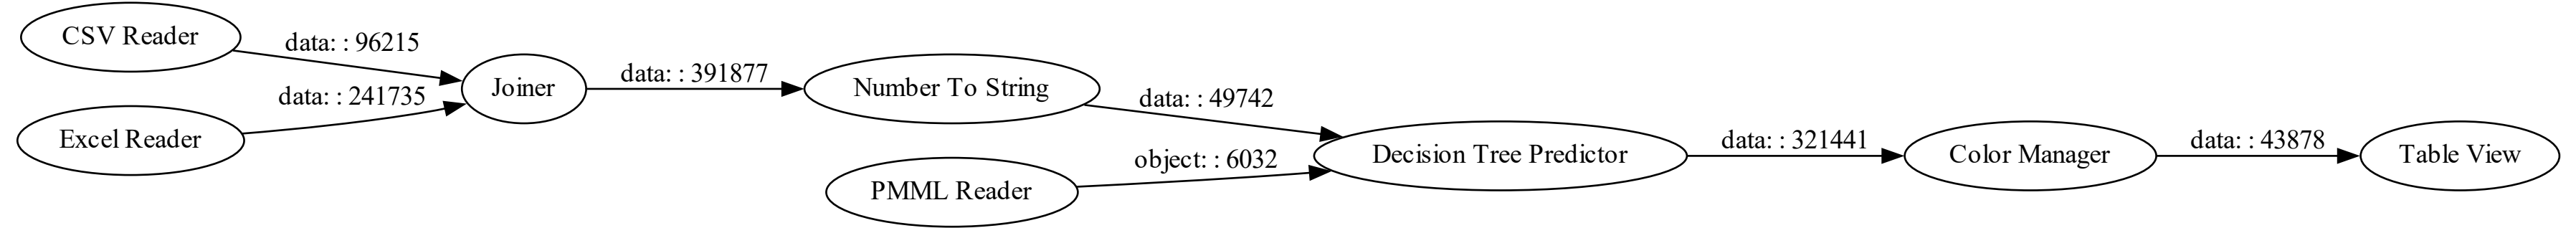 CSV Reader
data: : 96215
Excel Reader
data: : 241735
Joiner
data: : 391877
Number To String
data: : 49742
PMML Reader
object: : 6032
Decision Tree Predictor
data: : 321441
Color Manager
data: : 43878
Table View